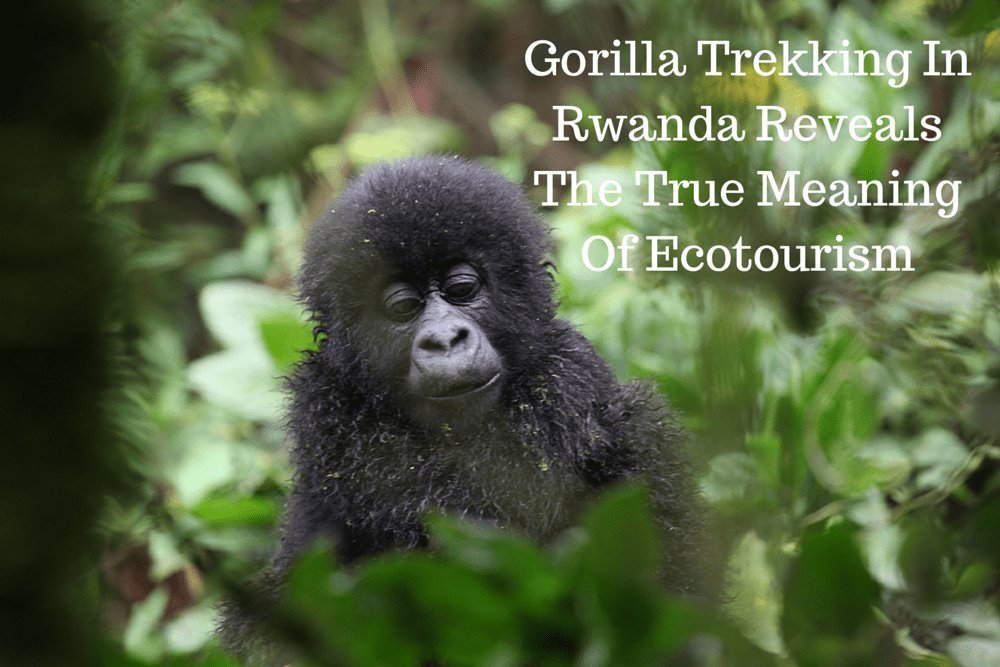 Gorilla Trekking In
Rwanda Reveals
The True Meaning
Of Ecotourism